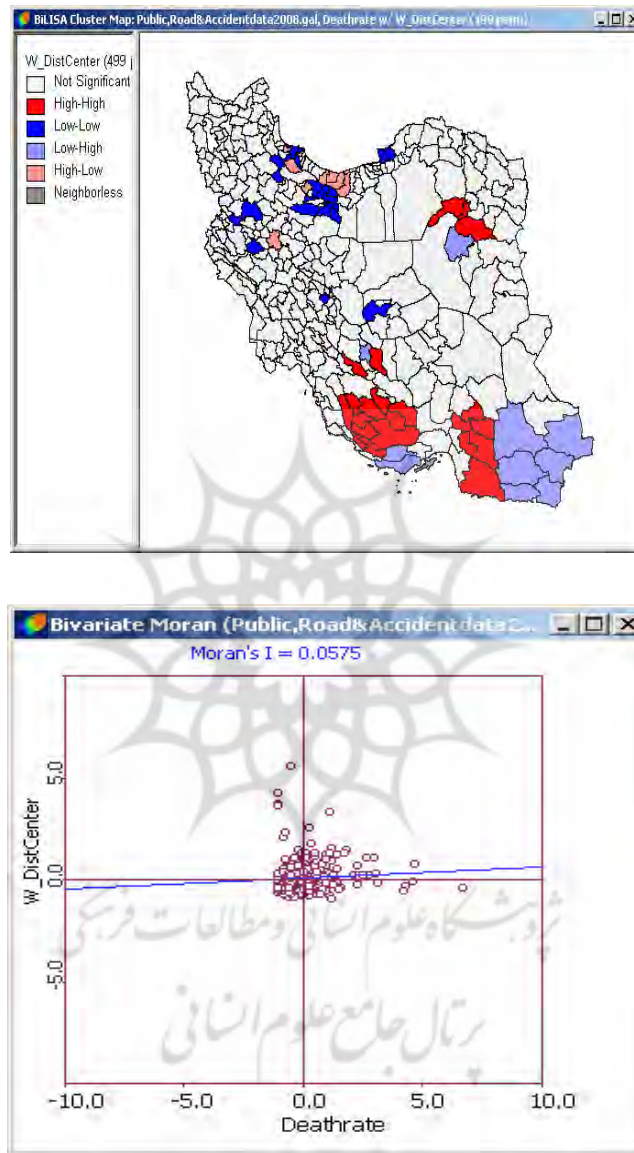 BiLISA Cluster Map: Public,Road&Accidentdata2008.gal, Deathrate w/ W_DistCenter (499 perm)
W_DistCenter (499 p
Not Significant
High-High
Low-Low
Low-High
High-Low
Neighborless
Bivariate Moran (Public,Road&Accidentdata2...
Moran's I = 0.0575
W_DistCenter
5.0
0.0
-5.0
-10.0
-5.0
0.0
5.0
10.0
Deathrate
پژوهشگاه علوم انسانی و مطالعات فرهنگی
پرتال جامع علوم انسانی